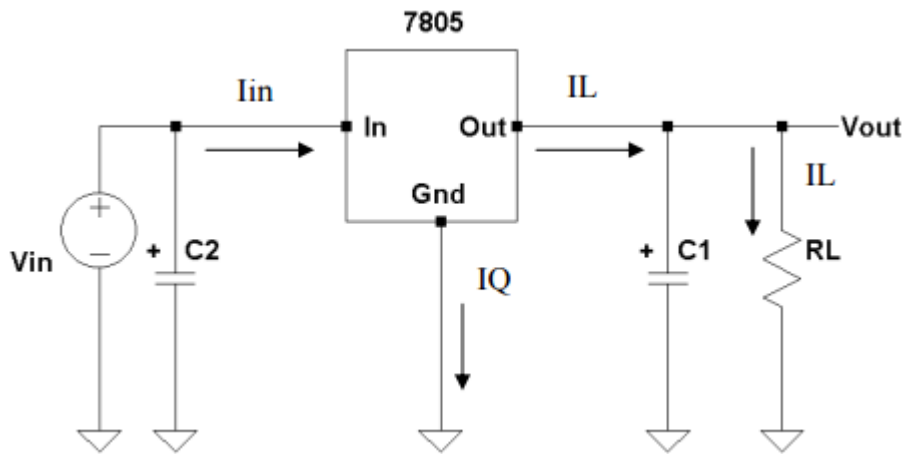 7805
Iin
IL
In
Out
Vout
Gnd
IL
Vin
+
C2
+
C1
RL
IQ